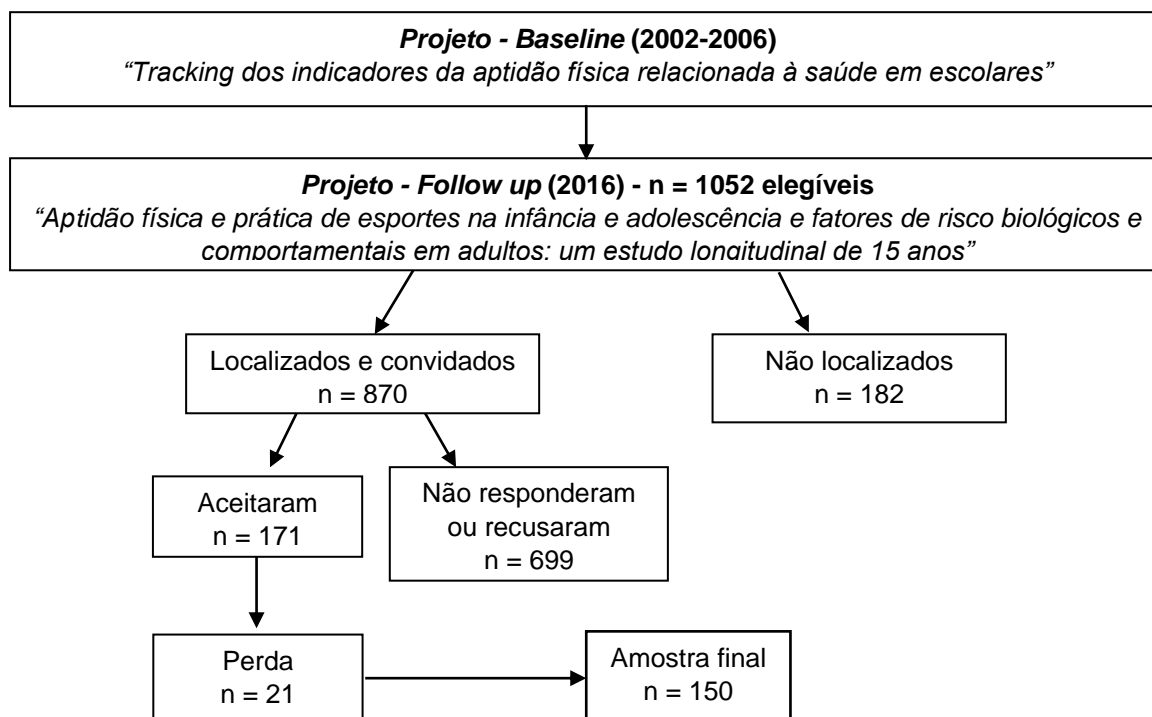 Projeto - Baseline (2002-2006)
“Tracking dos indicadores da aptidão física relacionada à saúde em escolares”
Projeto - Follow up (2016) - n = 1052 elegíveis
“Aptidão física e prática de esportes na infância e adolescência e fatores de risco biológicos e
comportamentais em adultos: um estudo longitudinal de 15 anos”
Localizados e convidados
n = 870
Não localizados
n = 182
Aceitaram
n = 171
Não responderam
ou recusaram
n = 699
Perda
n = 21
Amostra final
n = 150